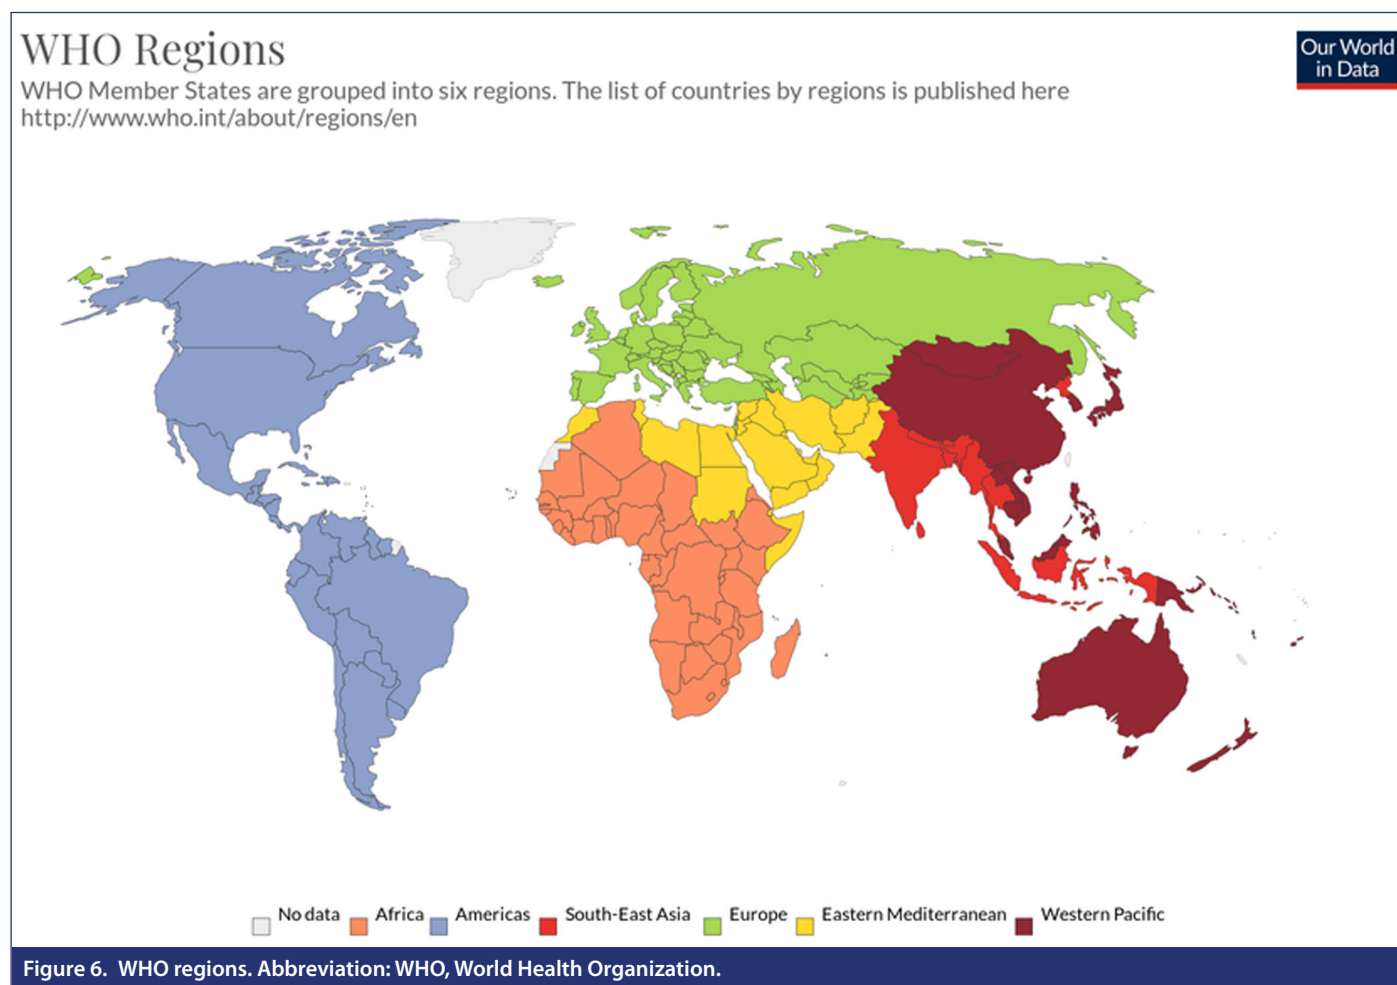 WHO Regions
Our World
in Data
WHO Member States are grouped into six regions. The list of countries by regions is published here
http://www.who.int/about/regions/en
No data
Africa
Americas
South-East Asia
Europe
Eastern Mediterranean
Western Pacific
Figure 6. WHO regions. Abbreviation: WHO, World Health Organization.